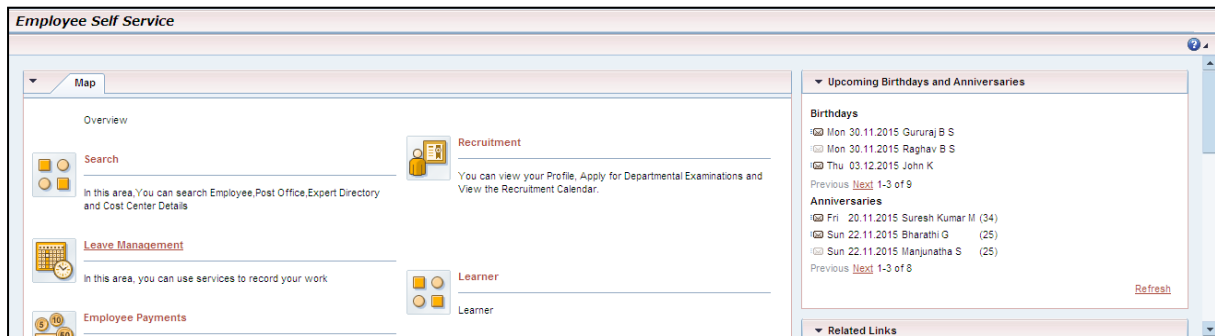 Employee Self Service
Map
Overview
Search
In this area,You can search Employee,Post Office,Expert Directory
and Cost Center Details
Leave Management
In this area, you can use services to record your work
Employee Payments
5 10
50
Recruitment
You can view your Profile, Apply for Departmental Examinations and
View the Recruitment Calendar.
Learner
Learner
Upcoming Birthdays and Anniversaries
Birthdays
Mon 30.11.2015 Gururaj B S
Mon 30.11.2015 Raghav B S
Thu 03.12.2015 John K
Previous Next 1-3 of 9
Anniversaries
Fri 20.11.2015 Suresh Kumar M (34)
Sun 22.11.2015 Bharathi G (25)
Sun 22.11.2015 Manjunatha S (25)
Previous Next 1-3 of 8
Refresh
Related Links